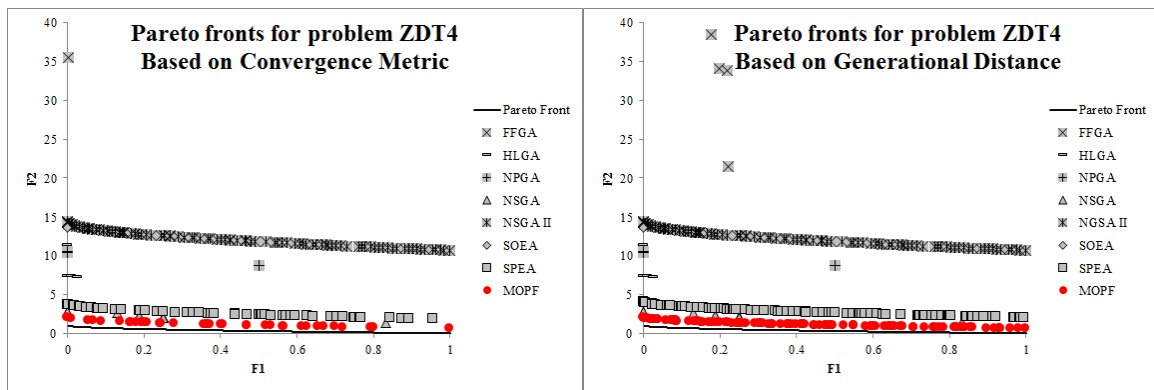 Pareto fronts for problem ZDT4
Based on Convergence Metric
40
35
30
25
20
15
10
5
0
F2
0
0.2
0.4
0.6
0.8
1
F1
Pareto Front
FFGA
HLGA
NPGA
NSGA
NSGA II
SOEA
SPEA
MOPF
Pareto fronts for problem ZDT4
Based on Generational Distance
40
35
30
25
20
15
10
5
0
F2
0
0.2
0.4
0.6
0.8
1
F1
Pareto Front
FFGA
HLGA
NPGA
NSGA
NGSA II
SOEA
SPEA
MOPF